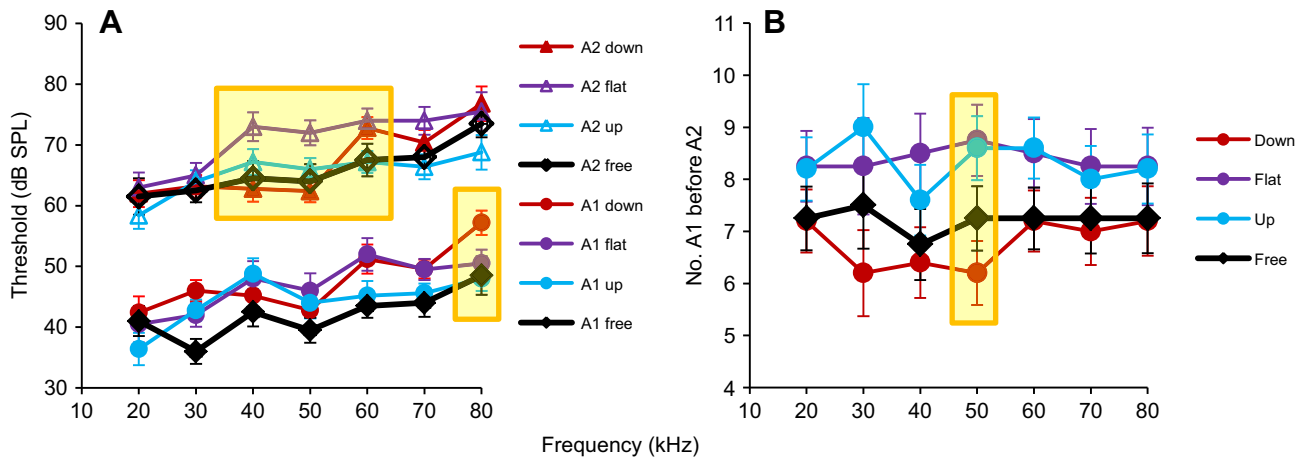 A
Threshold (dB SPL)
90
80
70
60
50
40
30
10 20 30 40 50 60 70 80
A2 down
A2 flat
A2 up
A2 free
A1 down
A1 flat
A1 up
A1 free
B
No. A1 before A2
11
10
9
8
7
6
5
4
10 20 30 40 50 60 70 80
Down
Flat
Up
Free
Frequency (kHz)